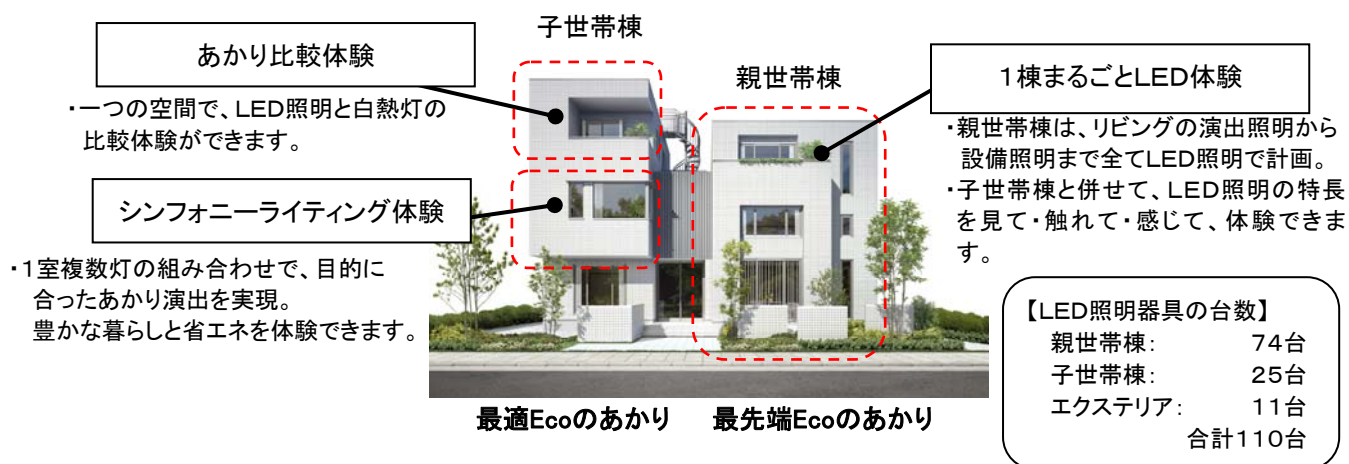 子世帯棟
あかり比較体験
・一つの空間で、LED照明と白熱灯の
比較体験ができます。
シンフォニーライティング体験
・1室複数灯の組み合わせで、目的に
合ったあかり演出を実現。
豊かな暮らしと省エネを体験できます。
親世帯棟
1棟まるごとLED体験
・親世帯棟は、リビングの演出照明から
設備照明まで全てLED照明で計画。
・子世帯棟と併せて、LED照明の特長
を見て・触れて・感じて、体験できま
す。
【LED照明器具の台数】
親世帯棟: 74台
子世帯棟: 25台
エクステリア: 11台
合計110台
最適Ecoのあかり
最先端Ecoのあかり